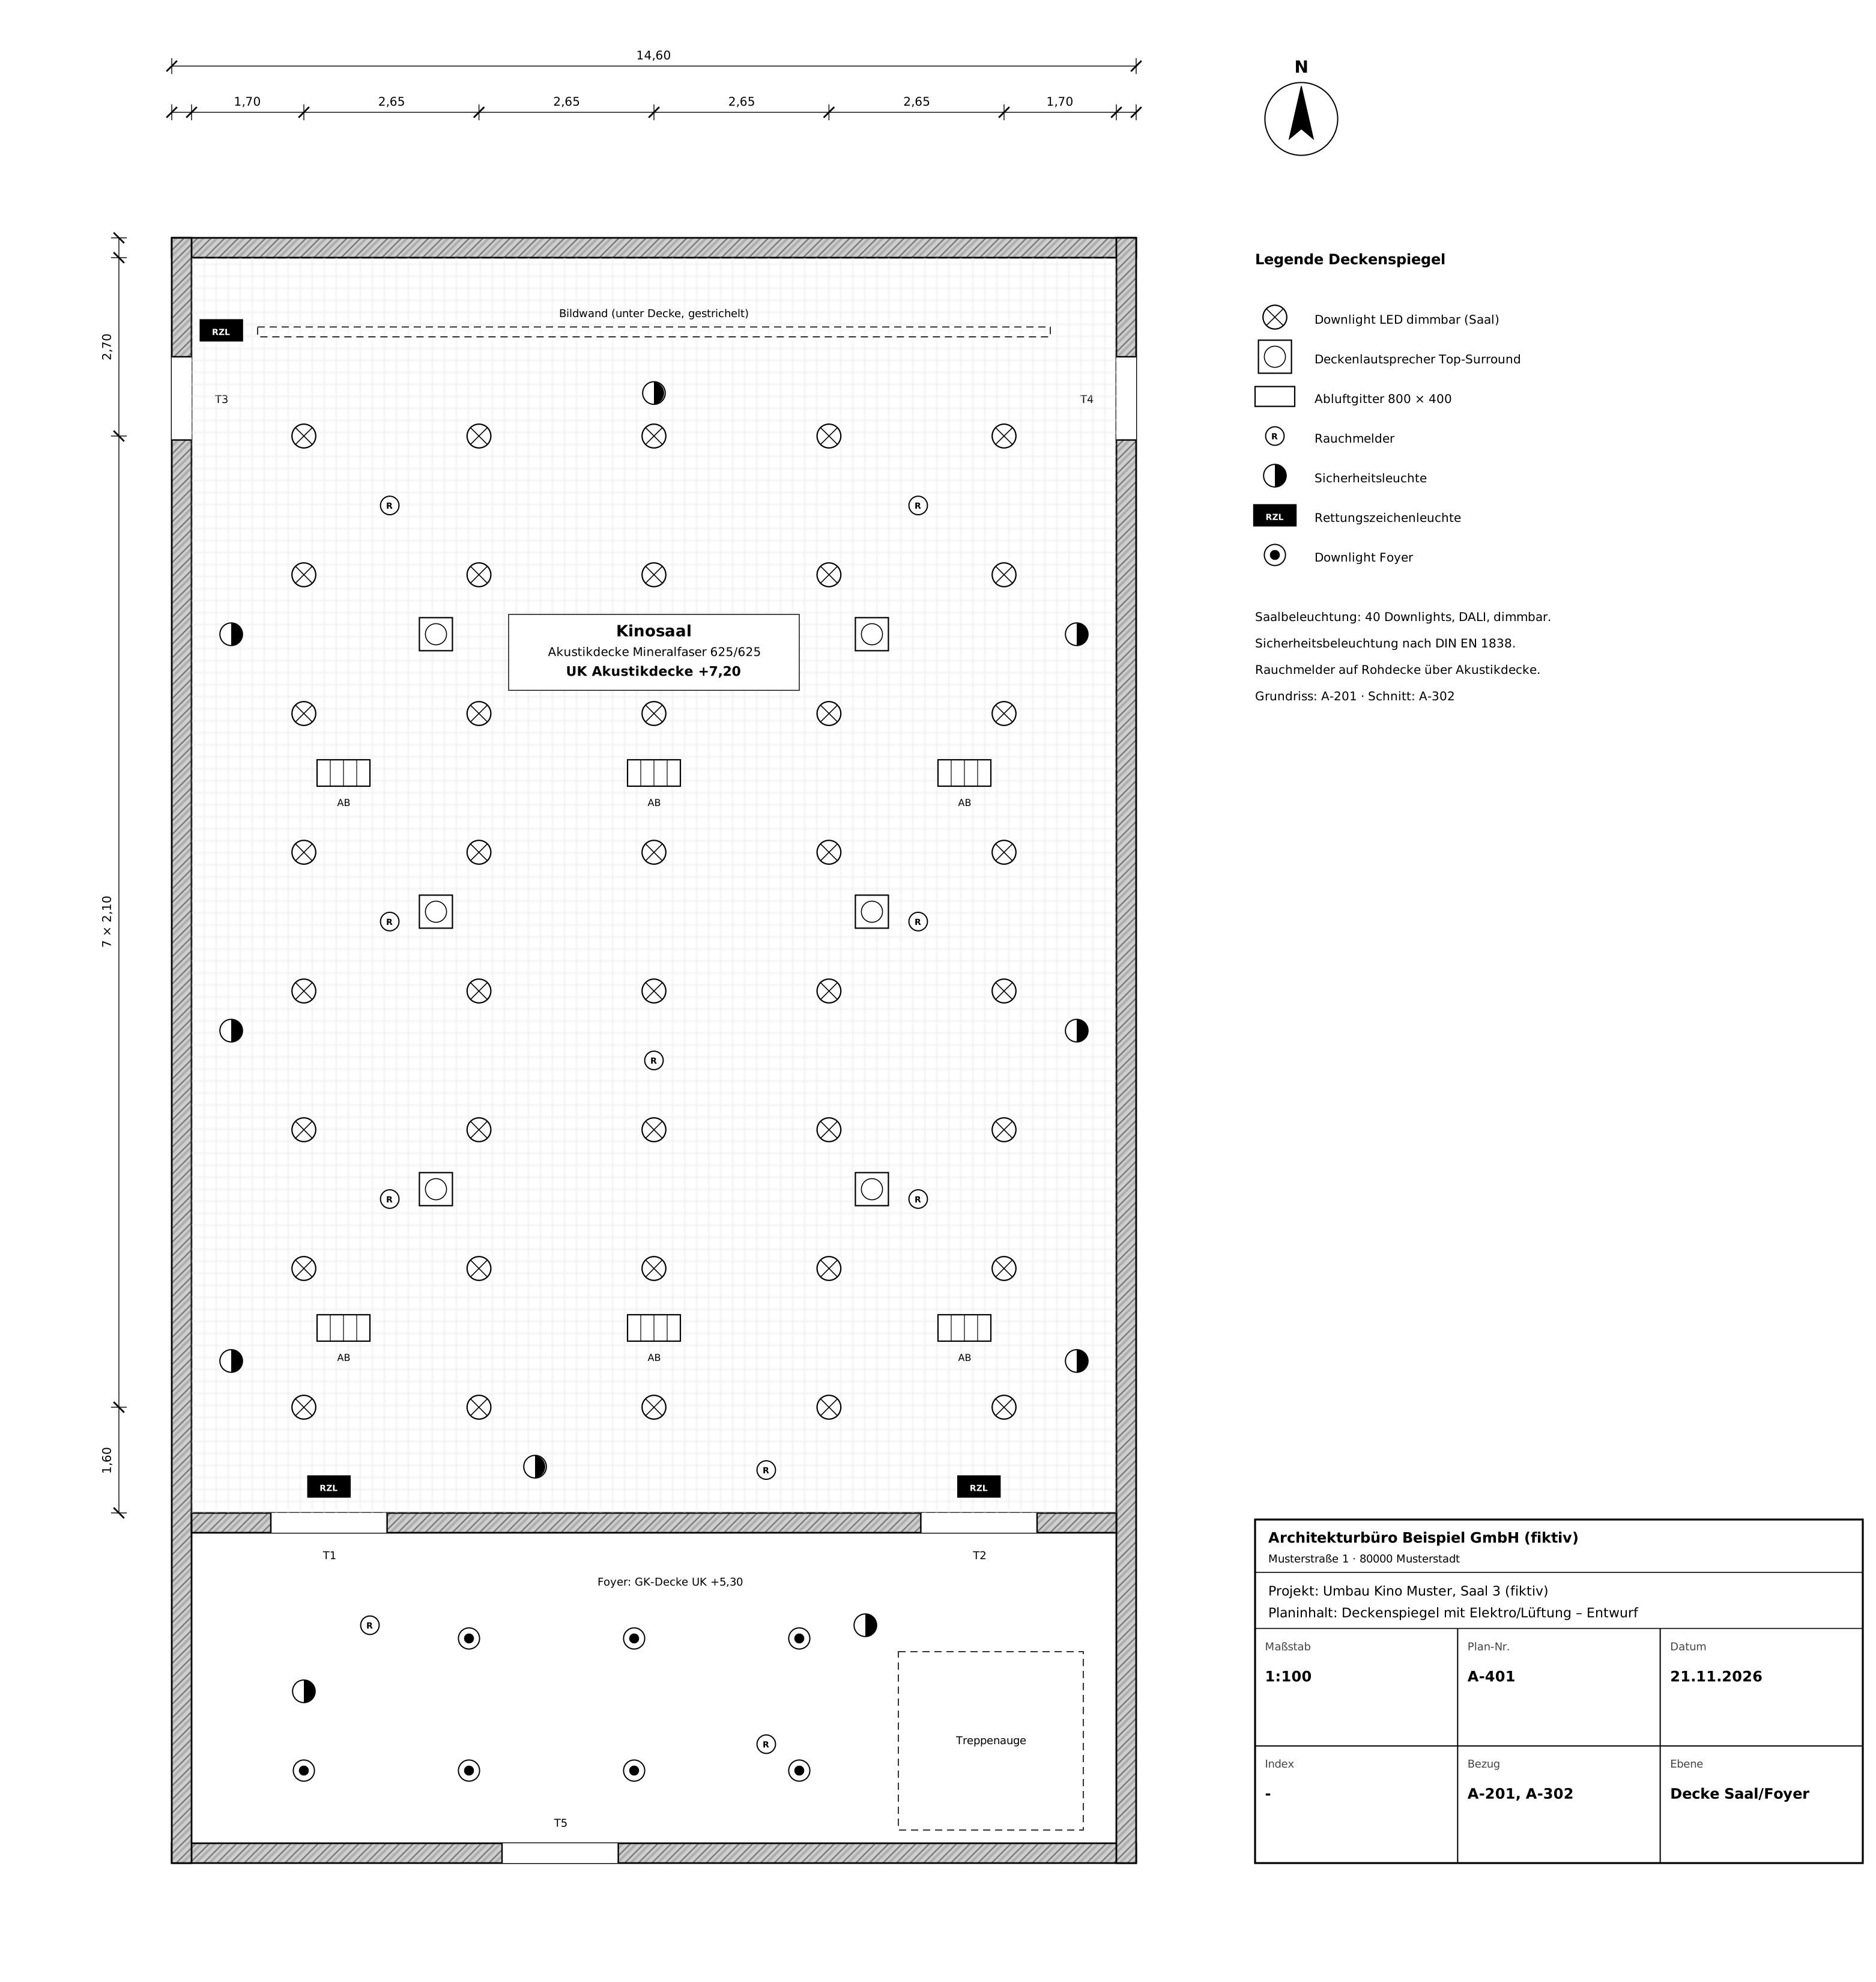 14,60
1,70 2,65 2,65 2,65 2,65 1,70
N
2,70
7 × 2,10
1,60
Bildwand (unter Decke, gestrichelt)
RZL
T3
T4
R
R
Kinosaal
Akustikdecke Mineralfaser 625/625
UK Akustikdecke +7,20
AB
AB
AB
R
R
R
R
R
AB
AB
AB
R
RZL
RZL
T1
T2
Foyer: GK-Decke UK +5,30
R
Treppenauge
R
T5
Legende Deckenspiegel
Downlight LED dimmbar (Saal)
Deckenlautsprecher Top-Surround
Abluftgitter 800 × 400
R Rauchmelder
Sicherheitsleuchte
RZL Rettungszeichenleuchte
Downlight Foyer
Saalbeleuchtung: 40 Downlights, DALI, dimmbar.
Sicherheitsbeleuchtung nach DIN EN 1838.
Rauchmelder auf Rohdecke über Akustikdecke.
Grundriss: A-201 · Schnitt: A-302
Architekturbüro Beispiel GmbH (fiktiv)
Musterstraße 1 · 80000 Musterstadt
Projekt: Umbau Kino Muster, Saal 3 (fiktiv)
Planinhalt: Deckenspiegel mit Elektro/Lüftung – Entwurf
Maßstab Plan-Nr. Datum
1:100 A-401 21.11.2026
Index Bezug Ebene
- A-201, A-302 Decke Saal/Foyer